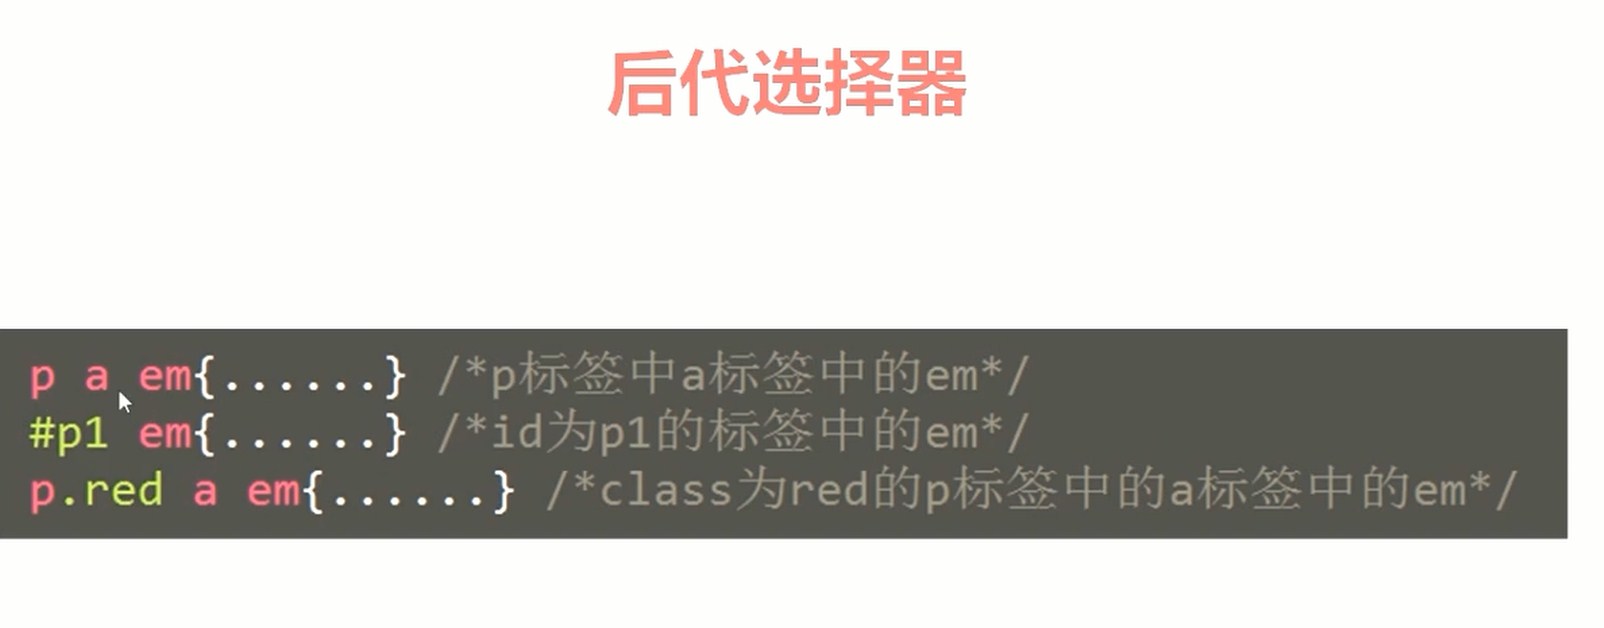 后代选择器
p a em{......} /*p标签中a标签中的em*/
#p1 em{......} /*id为p1的标签中的em*/
p.red a em{......} /*class为red的p标签中的a标签中的em*/